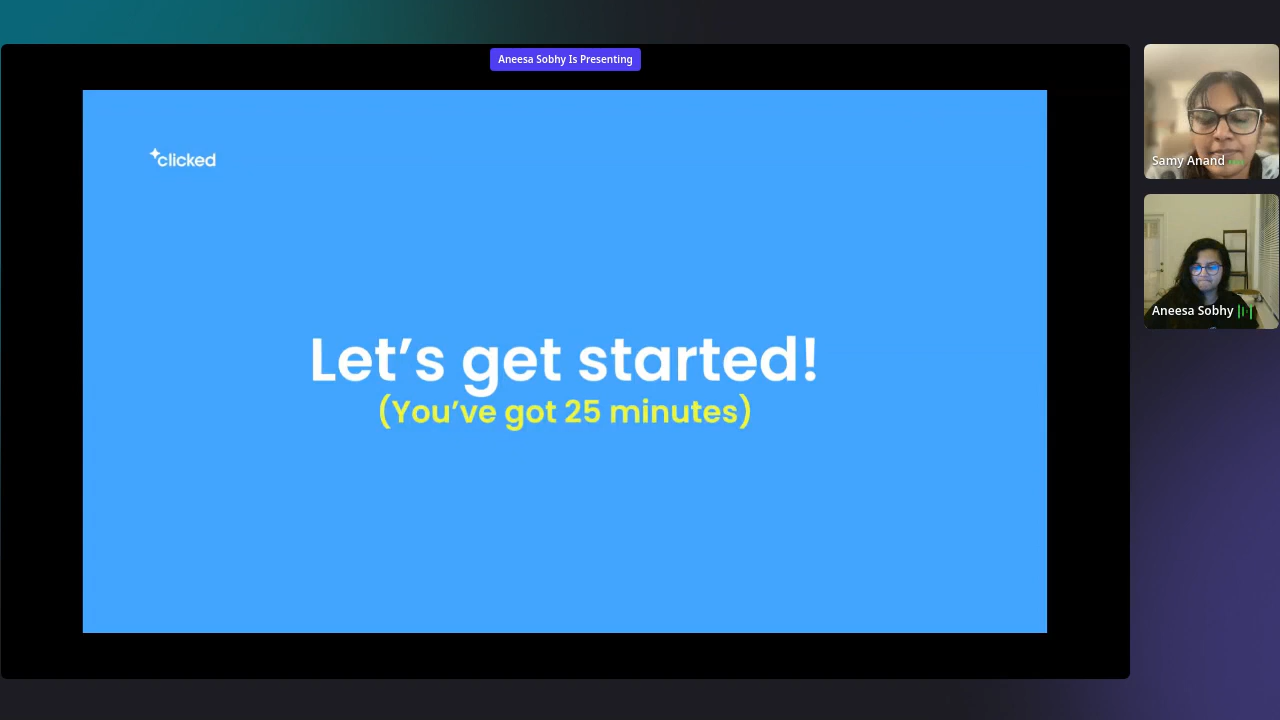 Aneesa Sobhy Is Presenting
clicked
Let's get started!
(You've got 25 minutes)
Samy Anand
Aneesa Sobhy